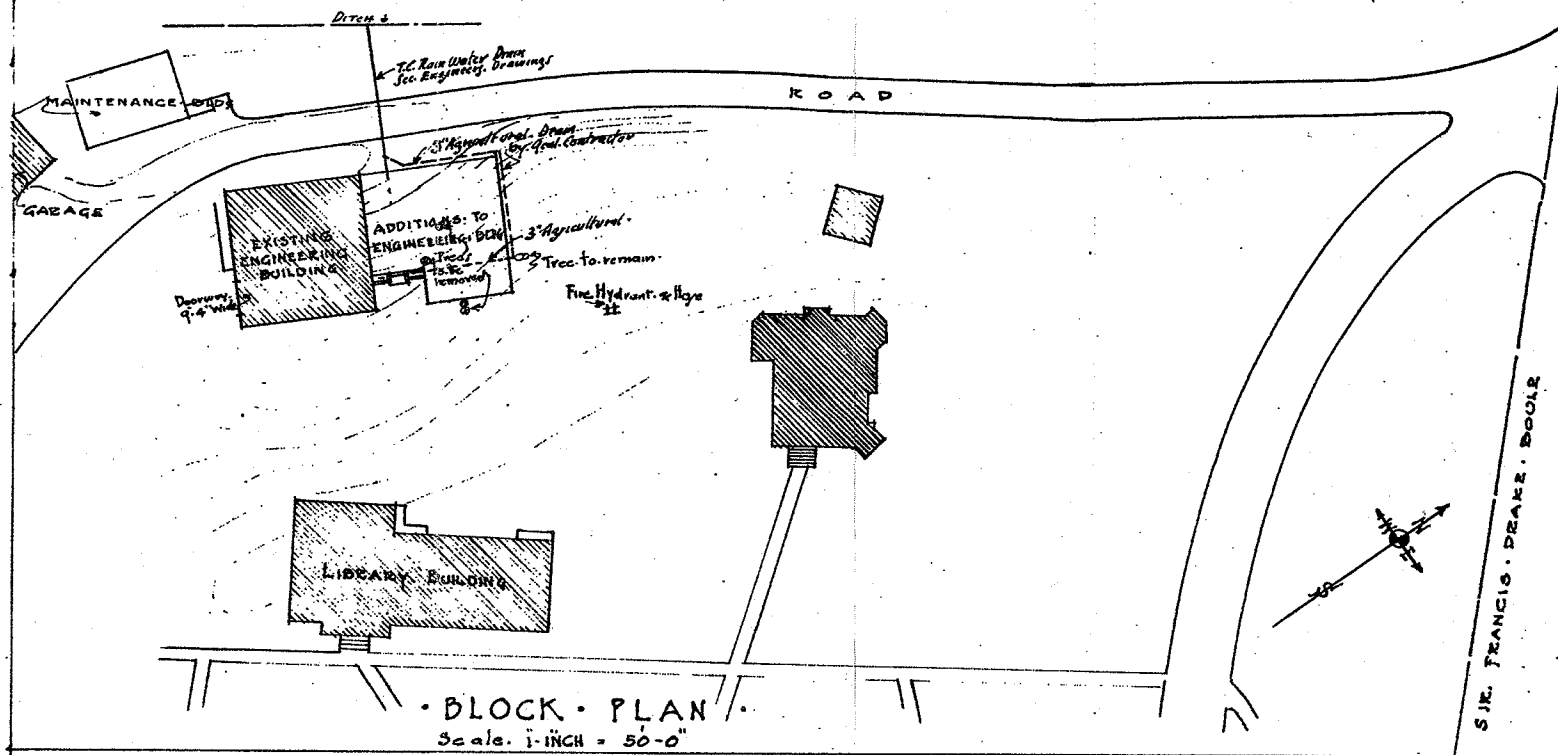 DITCH
T.C. Rain Water Drain
See Engineers. Drawings
ROAD
MAINTENANCE BLDG
3" Agricultural. Drain
by. Genl. Contractor
GARAGE
EXISTING
ENGINEERING
BUILDING
ADDITIONS. TO
ENGINEERING. BLDG
Trees
to be
removed
3" Agricultural.
Tree. to. remain.
Doorway.
9'-4" Wide
Fire Hydrant. & Hose
LIBRARY BUILDING
N
W
E
S
SIR. FRANCIS. DRAKE. BOULE
· BLOCK · PLAN ·
Scale. 1-INCH = 50'-0"